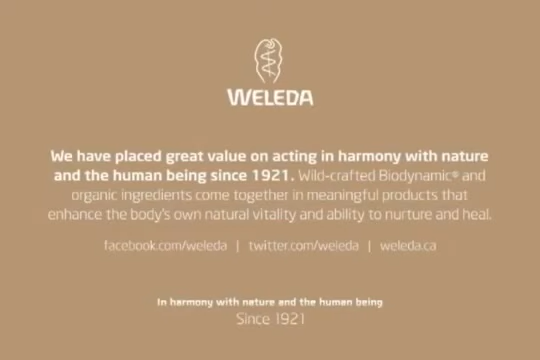 WELEDA
We have placed great value on acting in harmony with nature
and the human being since 1921. Wild-crafted Biodynamic® and
organic ingredients come together in meaningful products that
enhance the body's own natural vitality and ability to nurture and heal.
facebook.com/weleda | twitter.com/weleda | weleda.ca
In harmony with nature and the human being
Since 1921